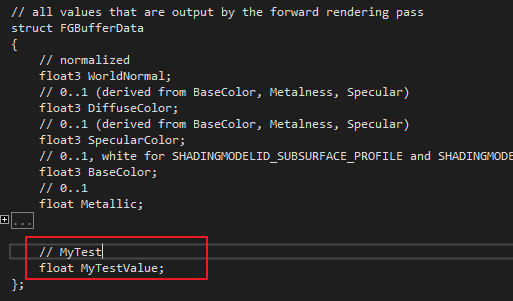 // all values that are output by the forward rendering pass
struct FGBufferData
{
// normalized
float3 WorldNormal;
// 0..1 (derived from BaseColor, Metalness, Specular)
float3 DiffuseColor;
// 0..1 (derived from BaseColor, Metalness, Specular)
float3 SpecularColor;
// 0..1, white for SHADINGMODELID_SUBSURFACE_PROFILE and SHADINGMODE
float3 BaseColor;
// 0..1
float Metallic;
...
// MyTest
float MyTestValue;
};